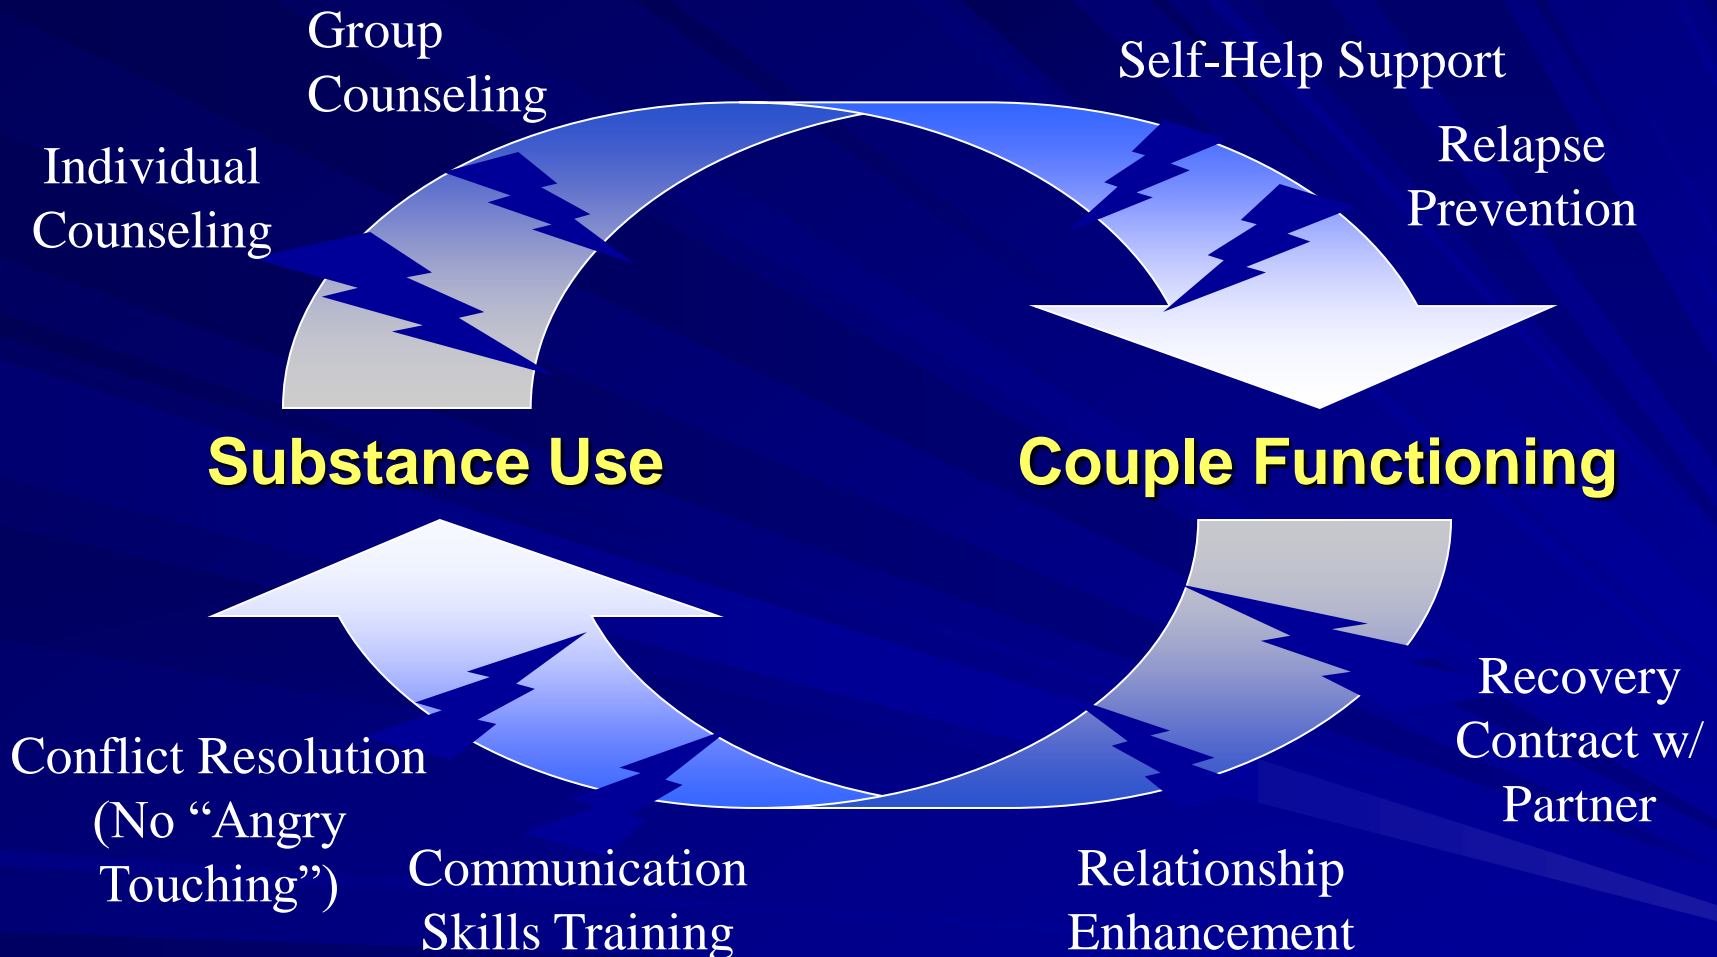 Group
Counseling
Self-Help Support
Individual
Counseling
Relapse
Prevention
Substance Use
Couple Functioning
Recovery
Contract w/
Partner
Conflict Resolution
(No “Angry
Touching”)
Communication
Skills Training
Relationship
Enhancement